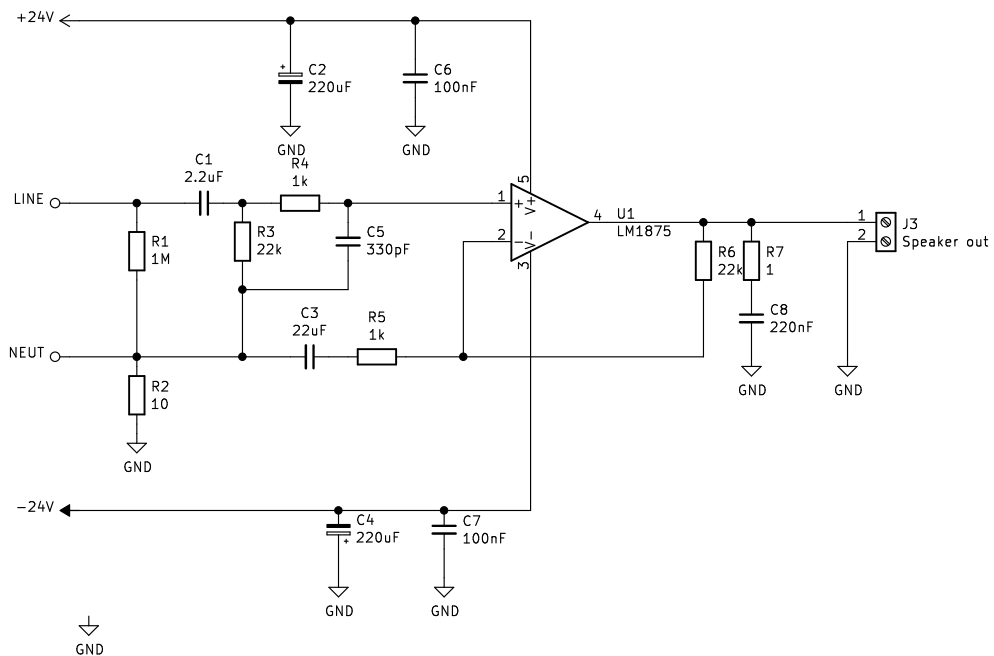 +24V
C2
220uF
C6
100nF
GND
GND
C1
2.2uF
R4
1k
LINE
1
+
V+
5
2
-
V-
3
4
U1
LM1875
R1
1M
R3
22k
C5
330pF
R6
22k
R7
1
1
2
J3
Speaker out
C3
22uF
R5
1k
C8
220nF
NEUT
R2
10
GND
GND
GND
-24V
C4
220uF
+
C7
100nF
GND
GND
GND
+